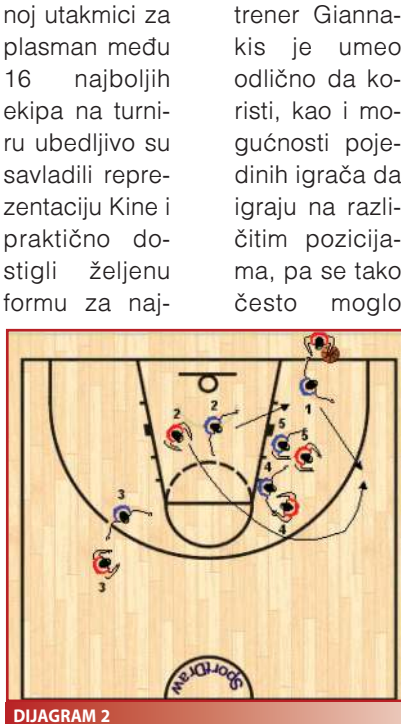 noj utakmici za
plasman među
16 najboljih
ekipa na turni-
ru ubedljivo su
savladili repre-
zentaciju Kine i
praktično do-
stigli željenu
formu za naj-
trener Gianna-
kis je umeo
odlično da ko-
risti, kao i mo-
gućnosti poje-
dinih igrača da
igraju na razli-
čitim pozicija-
ma, pa se tako
često moglo
2
2
1
5
5
4
4
3
3
SportDraw
DIJAGRAM 2